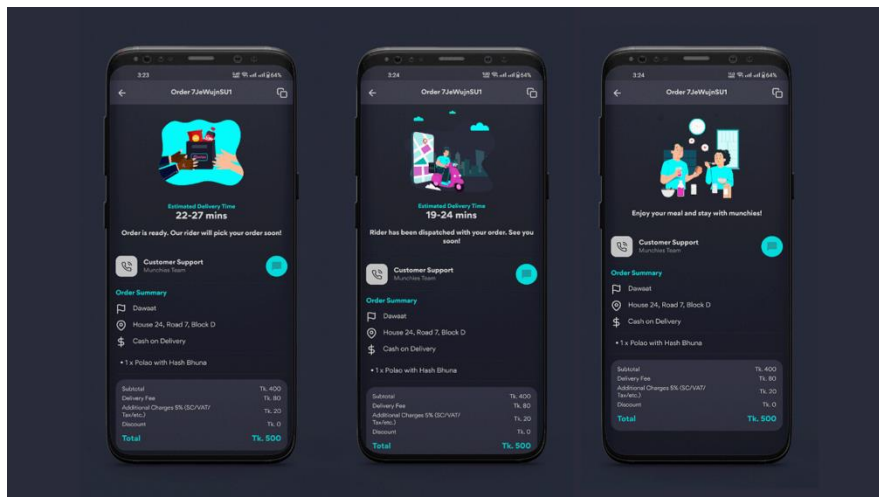 3:23
64%
Order 7JeWujnSU1
Estimated Delivery Time
22-27 mins
Order is ready. Our rider will pick your order soon!
Customer Support
Munchies Team
Order Summary
Dawaat
House 24, Road 7, Block D
$ Cash on Delivery
• 1 x Polao with Hash Bhuna
Subtotal Tk. 400
Delivery Fee Tk. 80
Additional Charges 5% (SC/VAT/
Tax/etc.) Tk. 20
Discount Tk. 0
Total Tk. 500
3:24
64%
Order 7JeWujnSU1
Estimated Delivery Time
19-24 mins
Rider has been dispatched with your order. See you
soon!
Customer Support
Munchies Team
Order Summary
Dawaat
House 24, Road 7, Block D
$ Cash on Delivery
• 1 x Polao with Hash Bhuna
Subtotal Tk. 400
Delivery Fee Tk. 80
Additional Charges 5% (SC/VAT/
Tax/etc.) Tk. 20
Discount Tk. 0
Total Tk. 500
3:24
64%
Order 7JeWujnSU1
Enjoy your meal and stay with munchies!
Customer Support
Munchies Team
Order Summary
Dawaat
House 24, Road 7, Block D
$ Cash on Delivery
• 1 x Polao with Hash Bhuna
Subtotal Tk. 400
Delivery Fee Tk. 80
Additional Charges 5% (SC/VAT/
Tax/etc.) Tk. 20
Discount Tk. 0
Total Tk. 500